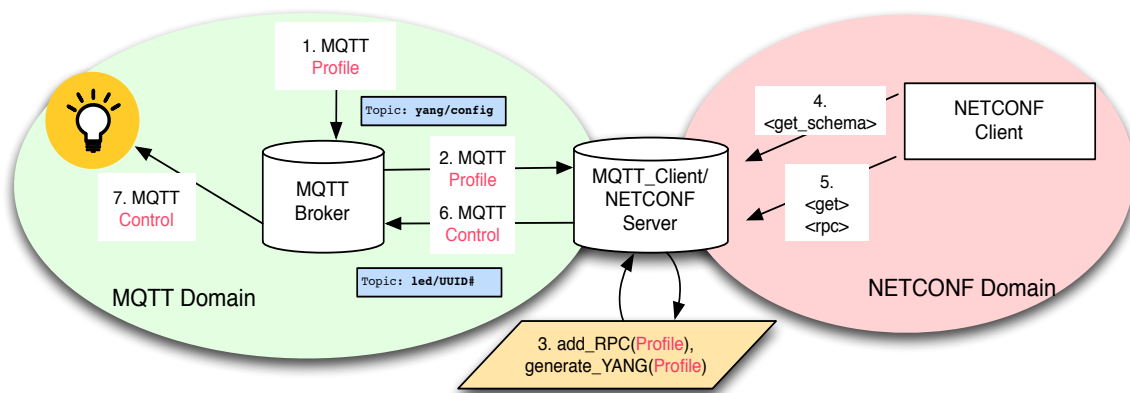 1. MQTT
Profile
Topic: yang/config
2. MQTT
Profile
MQTT
Broker
7. MQTT
Control
6. MQTT
Control
Topic: led/UUID#
MQTT Domain
MQTT_Client/
NETCONF
Server
3. add_RPC(Profile),
generate_YANG(Profile)
4.
<get_schema>
NETCONF
Client
5.
<get>
<rpc>
NETCONF Domain